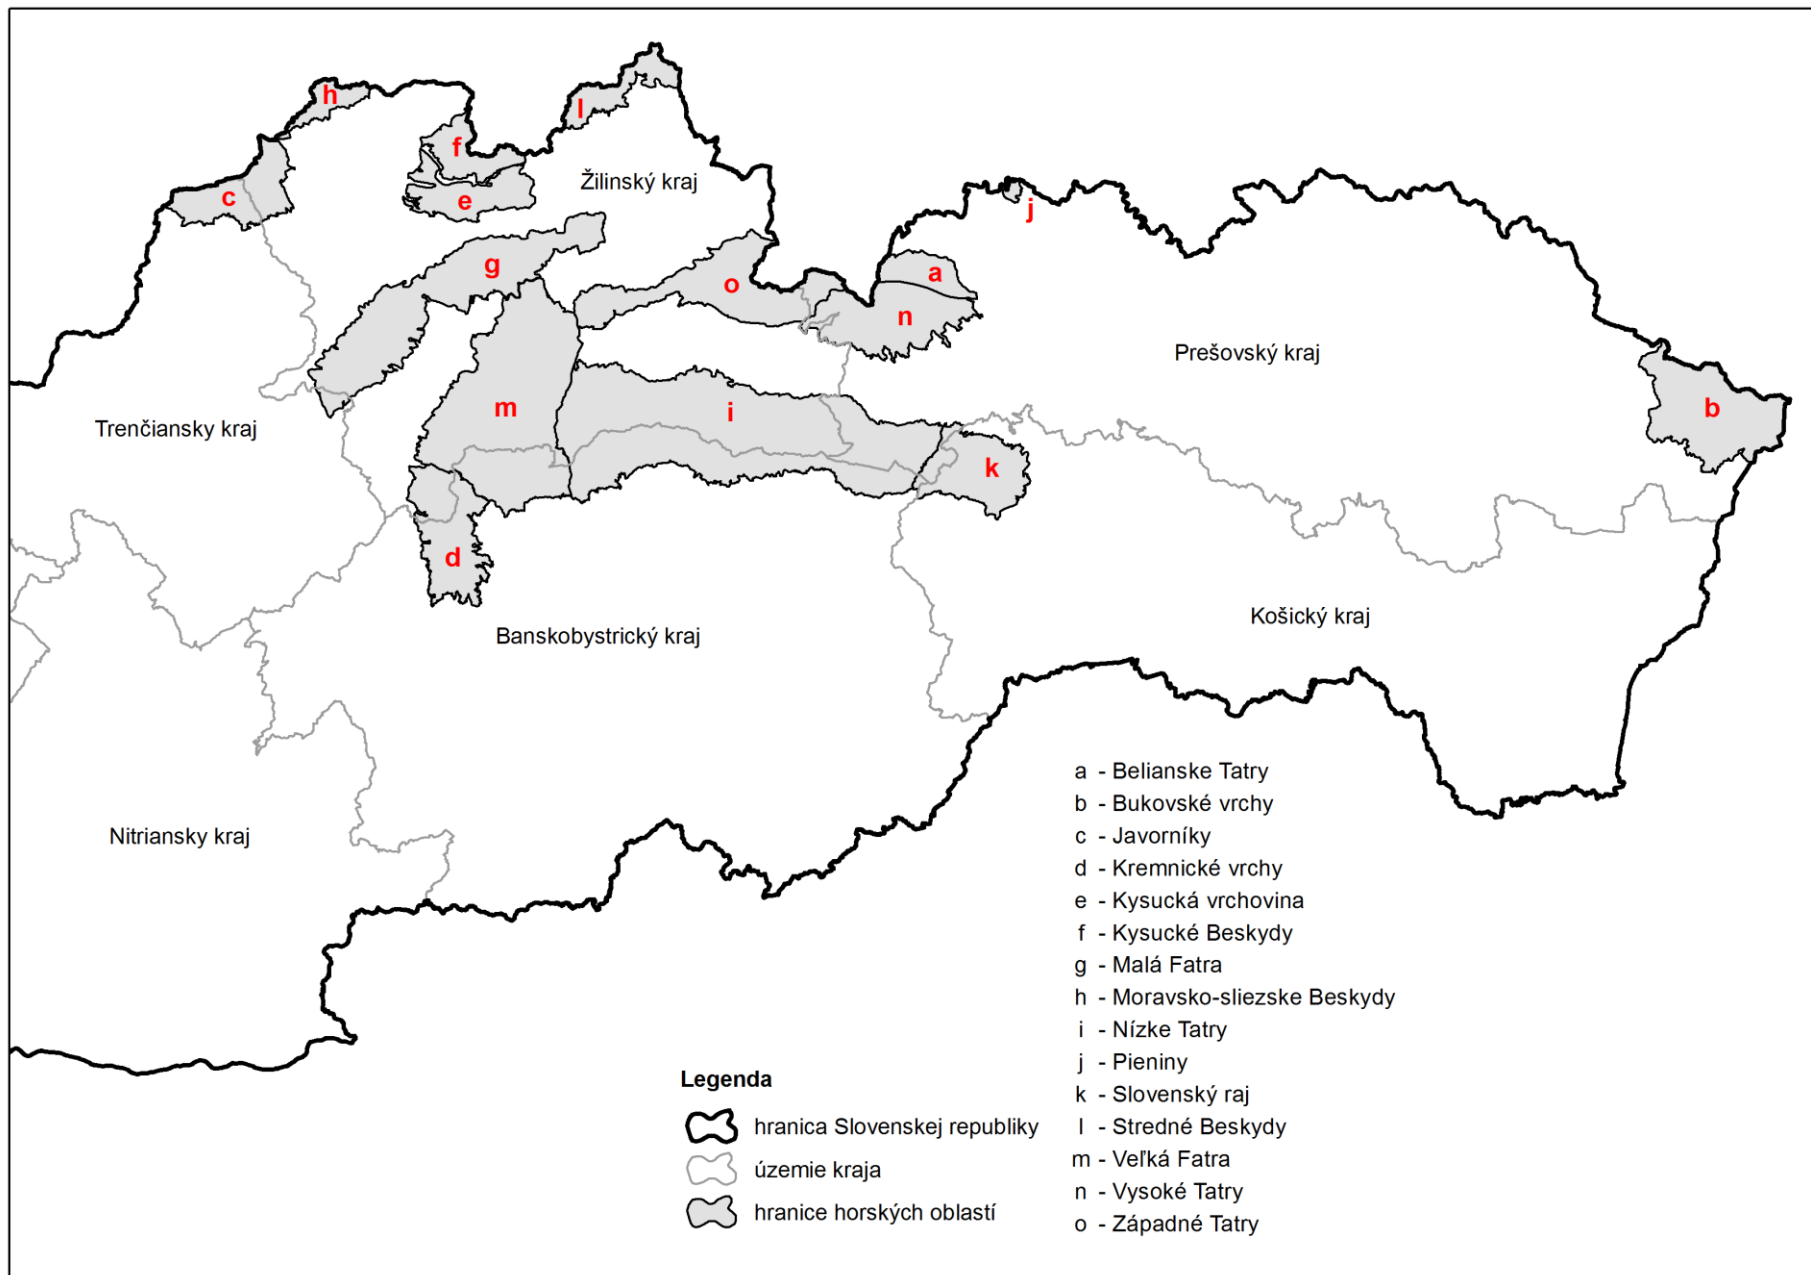 h
l
f
Žilinský kraj
c
e
j
g
o
a
n
Prešovský kraj
m
i
b
Trenčiansky kraj
k
d
Banskobystrický kraj
Košický kraj
Nitriansky kraj
a - Belianske Tatry
b - Bukovské vrchy
c - Javorníky
d - Kremnické vrchy
e - Kysucká vrchovina
f - Kysucké Beskydy
g - Malá Fatra
h - Moravsko-sliezske Beskydy
i - Nízke Tatry
j - Pieniny
k - Slovenský raj
l - Stredné Beskydy
m - Veľká Fatra
n - Vysoké Tatry
o - Západné Tatry
Legenda
hranica Slovenskej republiky
územie kraja
hranice horských oblastí